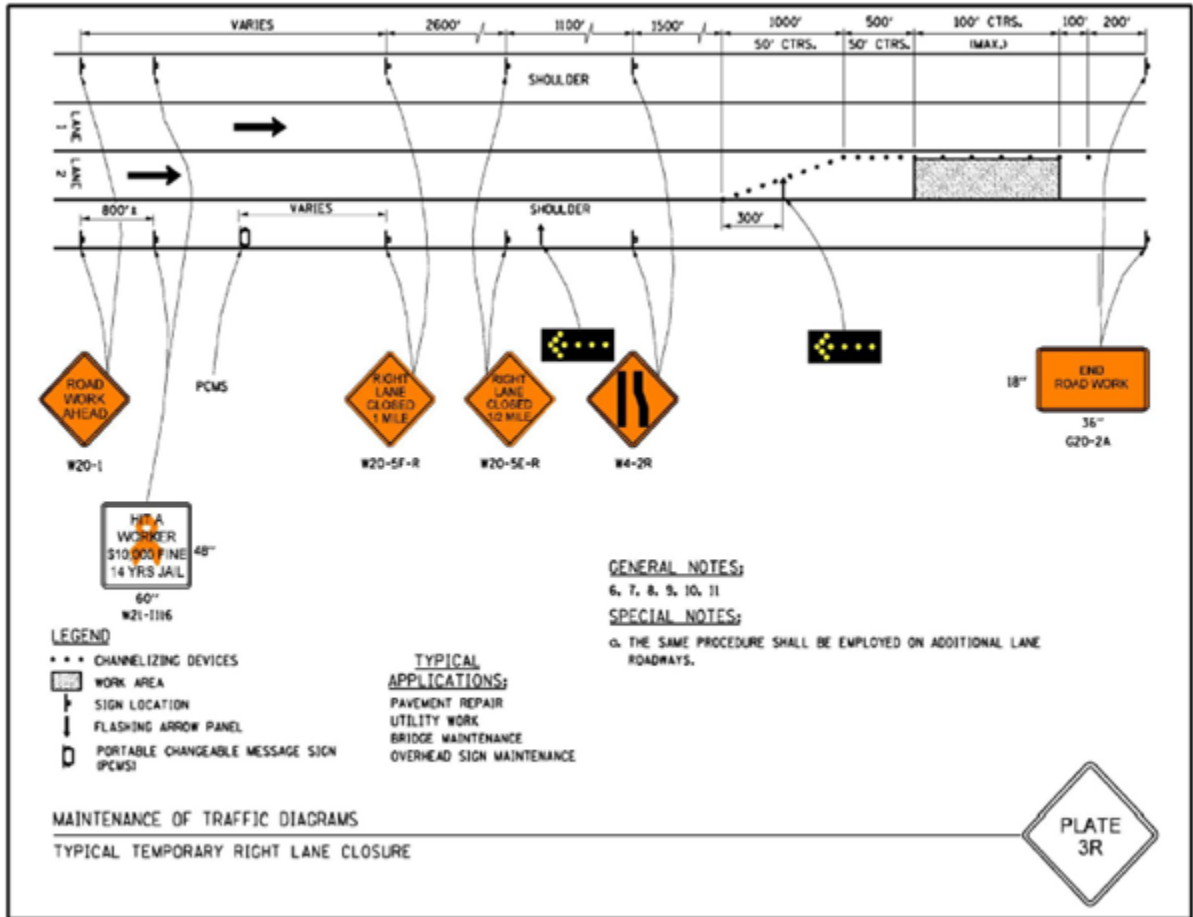 VARIES 2600' 1100' 1500' 1000' 500' 100' CTRS. 100' 200'
50' CTRS. 50' CTRS. (MAX.)
SHOULDER
LANE 1
LANE 2
800'± VARIES SHOULDER
300'
ROAD
WORK
AHEAD
W20-1
PCMS
RIGHT
LANE
CLOSED
1 MILE
W20-5F-R
RIGHT
LANE
CLOSED
1/2 MILE
W20-5E-R
W4-2R
END
ROAD WORK
18"
36"
G20-2A
HIT A
WORKER
$10,000 FINE
14 YRS JAIL
48"
60"
W21-1116
GENERAL NOTES:
6, 7, 8, 9, 10, 11
SPECIAL NOTES:
a. THE SAME PROCEDURE SHALL BE EMPLOYED ON ADDITIONAL LANE
ROADWAYS.
LEGEND
CHANNELIZING DEVICES
WORK AREA
SIGN LOCATION
FLASHING ARROW PANEL
PORTABLE CHANGEABLE MESSAGE SIGN
(PCMS)
TYPICAL
APPLICATIONS:
PAVEMENT REPAIR
UTILITY WORK
BRIDGE MAINTENANCE
OVERHEAD SIGN MAINTENANCE
MAINTENANCE OF TRAFFIC DIAGRAMS
TYPICAL TEMPORARY RIGHT LANE CLOSURE
PLATE
3R